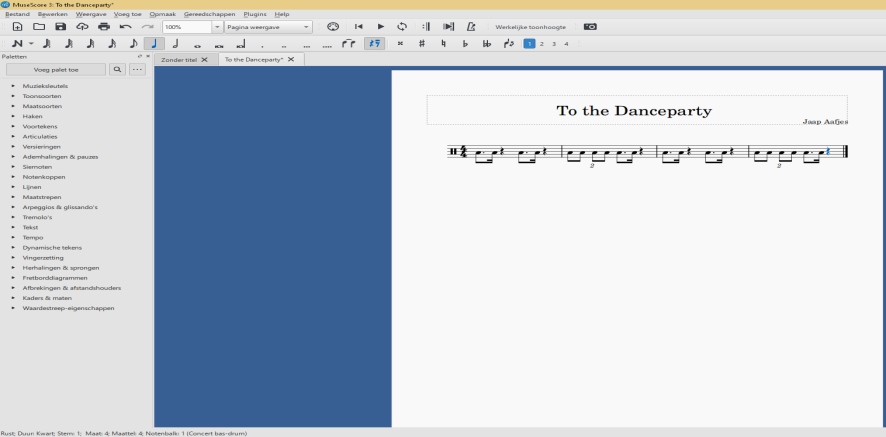 MuseScore 3: To the Danceparty*
Bestand Bewerken Weergave Voeg toe Opmaak Gereedschappen Plugins Help
100% Pagina weergave Werkelijke toonhoogte
1 2 3 4
Paletten
Zonder titel To the Danceparty*
Voeg palet toe ...
Muzieksleutels
Toonsoorten
Maatsoorten
Haken
Voortekens
Articulaties
Versieringen
Ademhalingen & pauzes
Siernoten
Notenkoppen
Lijnen
Maatstrepen
Arpeggios & glissando's
Tremolo's
Tekst
Tempo
Dynamische tekens
Vingerzetting
Herhalingen & sprongen
Fretborddiagrammen
Afbrekingen & afstandshouders
Kaders & maten
Waardestreep-eigenschappen
To the Danceparty
Jaap Aafjes
4
4
2 2
Rust; Duur: Kwart; Stem: 1; Maat: 4; Maattel: 4; Notenbalk: 1 (Concert bas-drum)